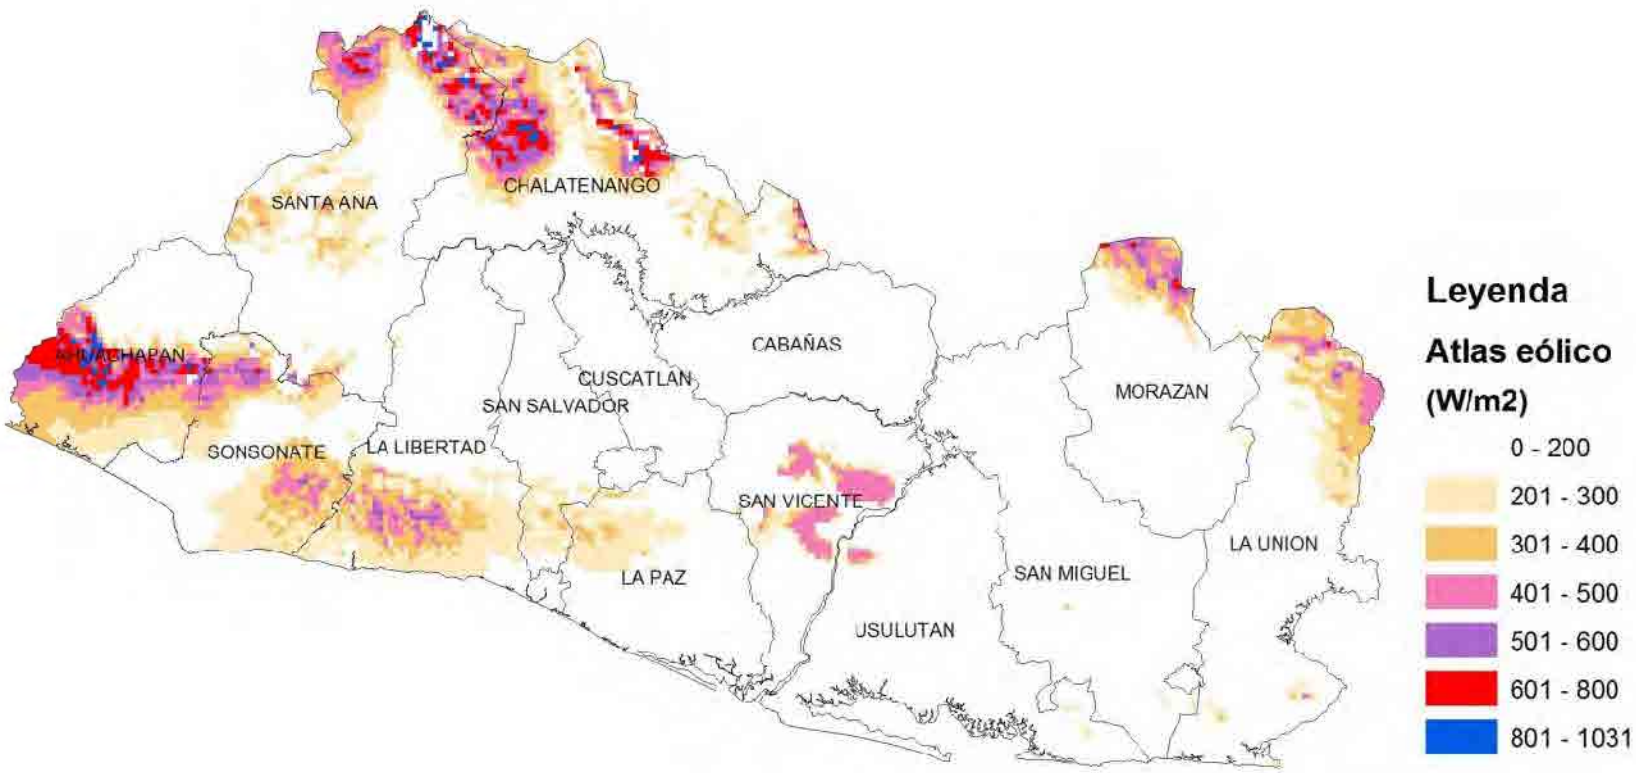 CHALATENANGO
SANTA ANA
AHUACHAPAN
CABAÑAS
CUSCATLAN
SAN SALVADOR
MORAZAN
SONSONATE
LA LIBERTAD
SAN VICENTE
LA UNION
LA PAZ
SAN MIGUEL
USULUTAN
Leyenda
Atlas eólico
(W/m2)
0 - 200
201 - 300
301 - 400
401 - 500
501 - 600
601 - 800
801 - 1031